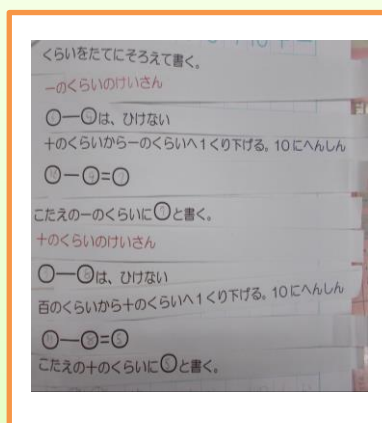 くらいをたてにそろえて書く。
一のくらいのけいさん
○―○は、ひけない
十のくらいから一のくらいへ1くり下げる。10にへんしん
○―○=○
こたえの一のくらいに○と書く。
十のくらいのけいさん
○―○は、ひけない
百のくらいから十のくらいへ1くり下げる。10にへんしん
○―○=○
こたえの十のくらいに○と書く。